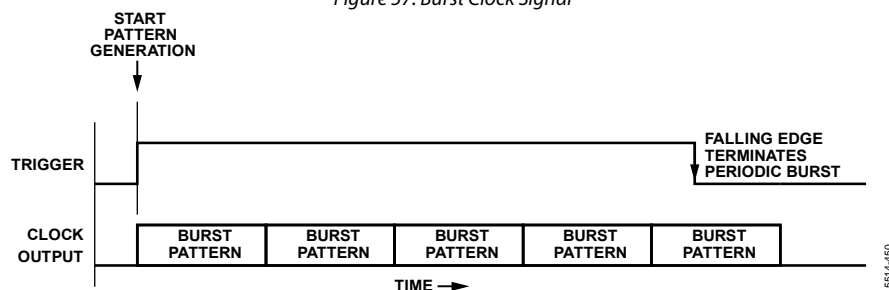 Figure 57. Burst Clock Signal
START
PATTERN
GENERATION
TRIGGER
FALLING EDGE
TERMINATES
PERIODIC BURST
CLOCK
OUTPUT
BURST
PATTERN
BURST
PATTERN
BURST
PATTERN
BURST
PATTERN
BURST
PATTERN
TIME